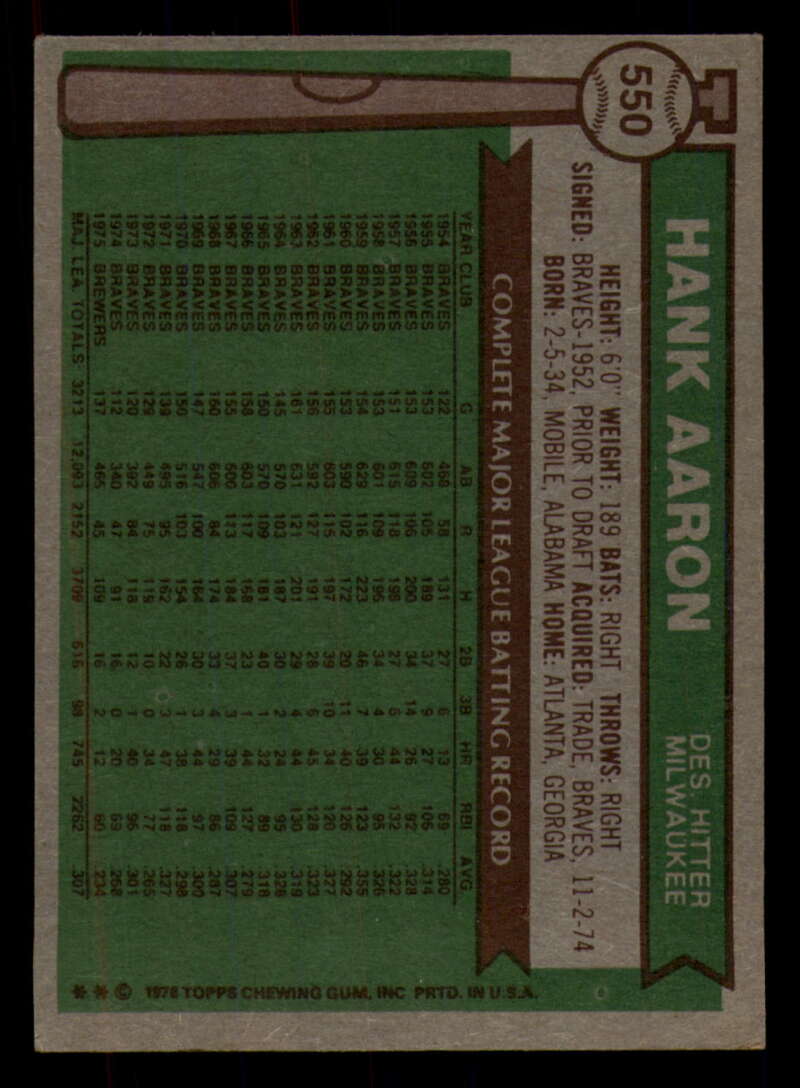 550
HANK AARON
DES. HITTER
MILWAUKEE
HEIGHT: 6'0" WEIGHT: 189 BATS: RIGHT THROWS: RIGHT
SIGNED: BRAVES-1952, PRIOR TO DRAFT ACQUIRED: TRADE, BRAVES, 11-2-74
BORN: 2-5-34, MOBILE, ALABAMA HOME: ATLANTA, GEORGIA
COMPLETE MAJOR LEAGUE BATTING RECORD
YEAR CLUB G AB R H 2B 3B HR RBI AVG
1954 BRAVES 122 468 58 131 27 6 13 69 .280
1955 BRAVES 153 602 105 189 37 9 27 106 .314
1956 BRAVES 153 609 106 200 34 14 26 92 .328
1957 BRAVES 151 615 118 198 27 6 44 132 .322
1958 BRAVES 153 601 109 196 34 4 30 95 .326
1959 BRAVES 154 629 116 223 46 7 39 123 .355
1960 BRAVES 153 590 102 172 20 11 40 126 .292
1961 BRAVES 155 603 115 197 39 10 34 120 .327
1962 BRAVES 156 592 127 191 28 6 45 128 .323
1963 BRAVES 161 631 121 201 29 4 44 130 .319
1964 BRAVES 145 570 103 187 30 2 24 95 .328
1965 BRAVES 150 570 109 181 40 1 32 89 .318
1966 BRAVES 158 603 117 168 23 1 44 127 .279
1967 BRAVES 155 600 113 184 37 3 39 109 .307
1968 BRAVES 160 606 84 174 33 4 29 86 .287
1969 BRAVES 147 547 100 164 30 3 44 97 .300
1970 BRAVES 150 516 103 154 26 1 38 118 .298
1971 BRAVES 139 495 95 162 22 3 47 118 .327
1972 BRAVES 129 449 75 119 10 0 34 77 .265
1973 BRAVES 120 392 84 118 12 1 40 96 .301
1974 BRAVES 112 340 47 91 16 0 20 69 .268
1975 BREWERS 137 465 45 109 16 2 12 60 .234
MAJ. LEA. TOTALS 3213 12,093 2152 3709 616 98 745 2262 .307
* * © 1976 TOPPS CHEWING GUM, INC PRTD. IN U.S.A.